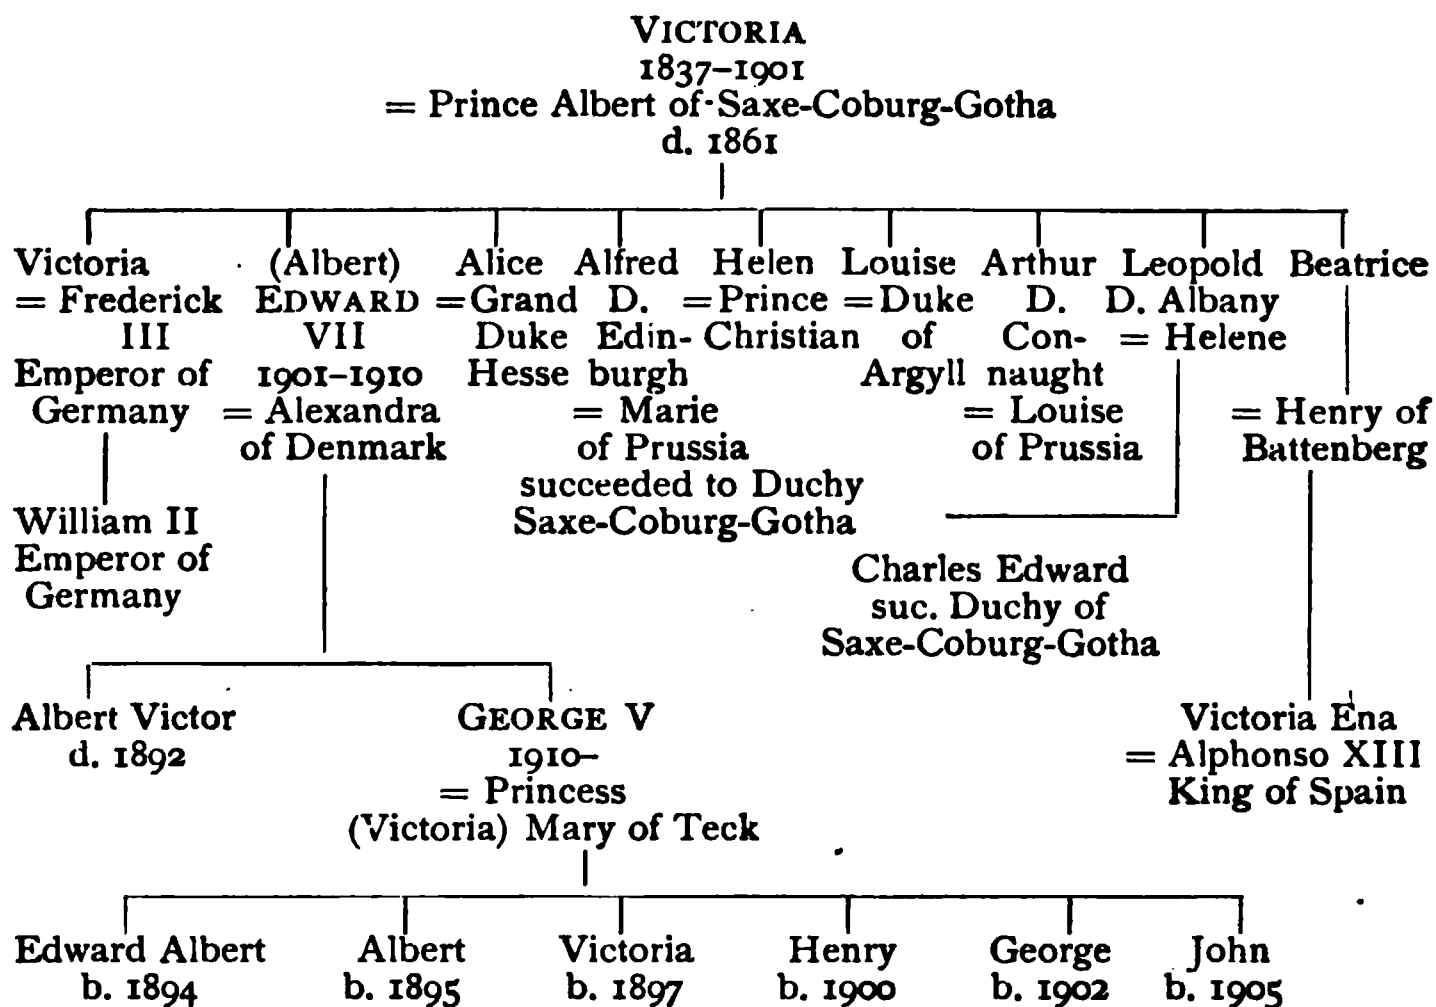 VICTORIA
1837–1901
= Prince Albert of Saxe-Coburg-Gotha
d. 1861
Victoria
= Frederick
III
Emperor of
Germany
(Albert)
EDWARD
VII
1901–1910
= Alexandra
of Denmark
Alice
=Grand
Duke
Hesse
Alfred
D.
Edin-
burgh
= Marie
of Prussia
succeeded to Duchy
Saxe-Coburg-Gotha
Helen
=Prince
Christian
Louise
=Duke
of
Argyll
Arthur
D.
Con-
naught
= Louise
of Prussia
Leopold
D. Albany
= Helene
Beatrice
= Henry of
Battenberg
William II
Emperor of
Germany
Charles Edward
suc. Duchy of
Saxe-Coburg-Gotha
Albert Victor
d. 1892
GEORGE V
1910–
= Princess
(Victoria) Mary of Teck
Victoria Ena
= Alphonso XIII
King of Spain
Edward Albert
b. 1894
Albert
b. 1895
Victoria
b. 1897
Henry
b. 1900
George
b. 1902
John
b. 1905